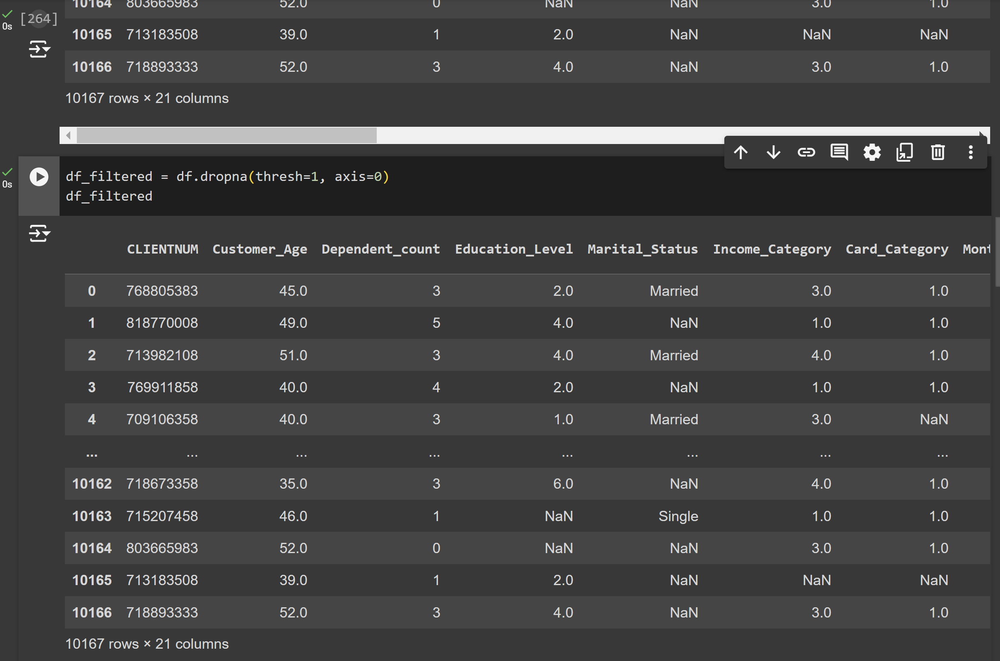 10164 803665983 52.0 0 NaN NaN 3.0 1.0
[264]
0s
10165 713183508 39.0 1 2.0 NaN NaN NaN
10166 718893333 52.0 3 4.0 NaN 3.0 1.0
10167 rows × 21 columns
0s
df_filtered = df.dropna(thresh=1, axis=0)
df_filtered
CLIENTNUM Customer_Age Dependent_count Education_Level Marital_Status Income_Category Card_Category Mont
0 768805383 45.0 3 2.0 Married 3.0 1.0
1 818770008 49.0 5 4.0 NaN 1.0 1.0
2 713982108 51.0 3 4.0 Married 4.0 1.0
3 769911858 40.0 4 2.0 NaN 1.0 1.0
4 709106358 40.0 3 1.0 Married 3.0 NaN
... ... ... ... ... ... ... ...
10162 718673358 35.0 3 6.0 NaN 4.0 1.0
10163 715207458 46.0 1 NaN Single 1.0 1.0
10164 803665983 52.0 0 NaN NaN 3.0 1.0
10165 713183508 39.0 1 2.0 NaN NaN NaN
10166 718893333 52.0 3 4.0 NaN 3.0 1.0
10167 rows × 21 columns